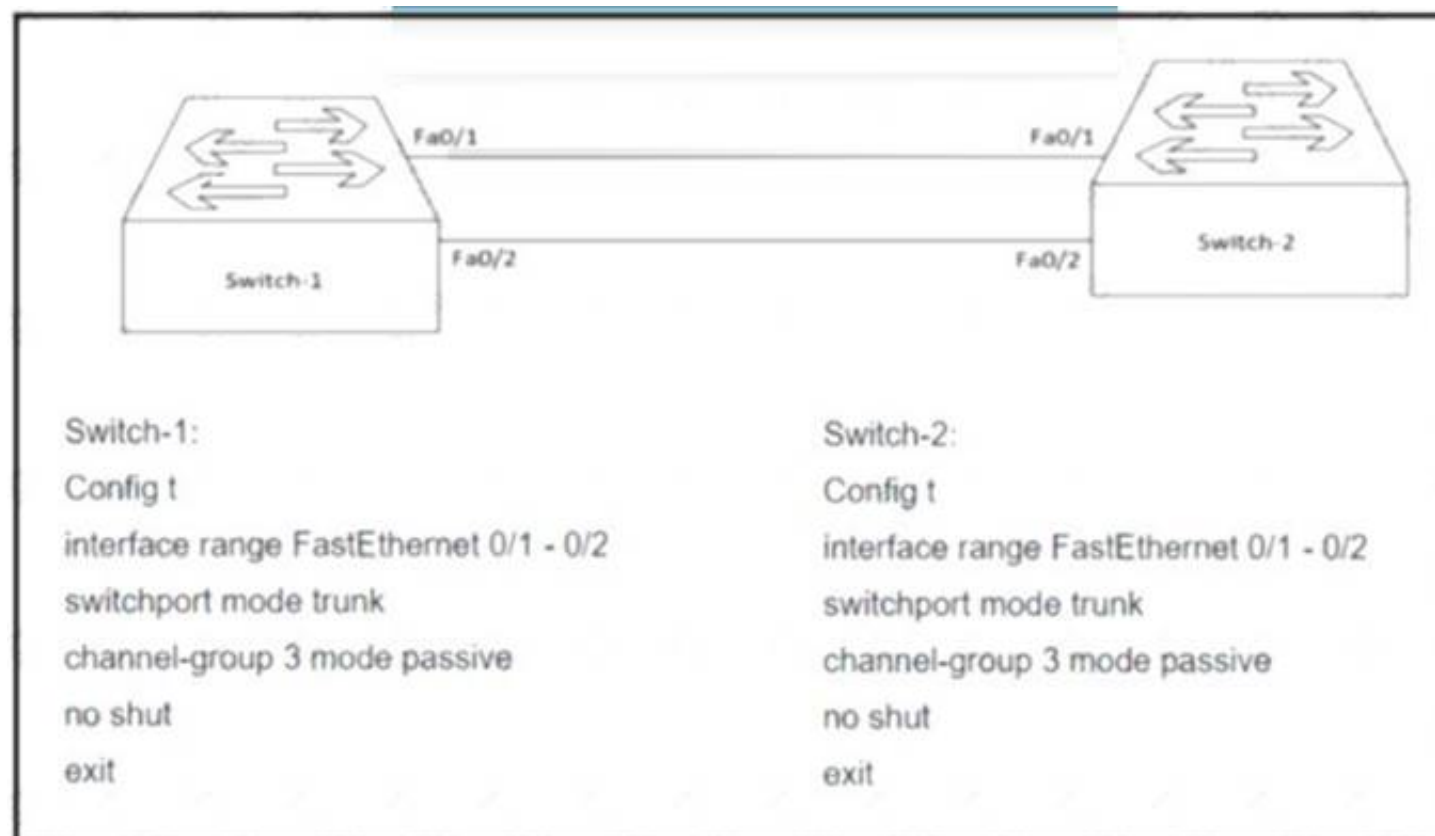 Fa0/1
Fa0/1
Fa0/2
Fa0/2
Switch-1
Switch-2
Switch-1:
Config t
interface range FastEthernet 0/1 - 0/2
switchport mode trunk
channel-group 3 mode passive
no shut
exit
Switch-2:
Config t
interface range FastEthernet 0/1 - 0/2
switchport mode trunk
channel-group 3 mode passive
no shut
exit